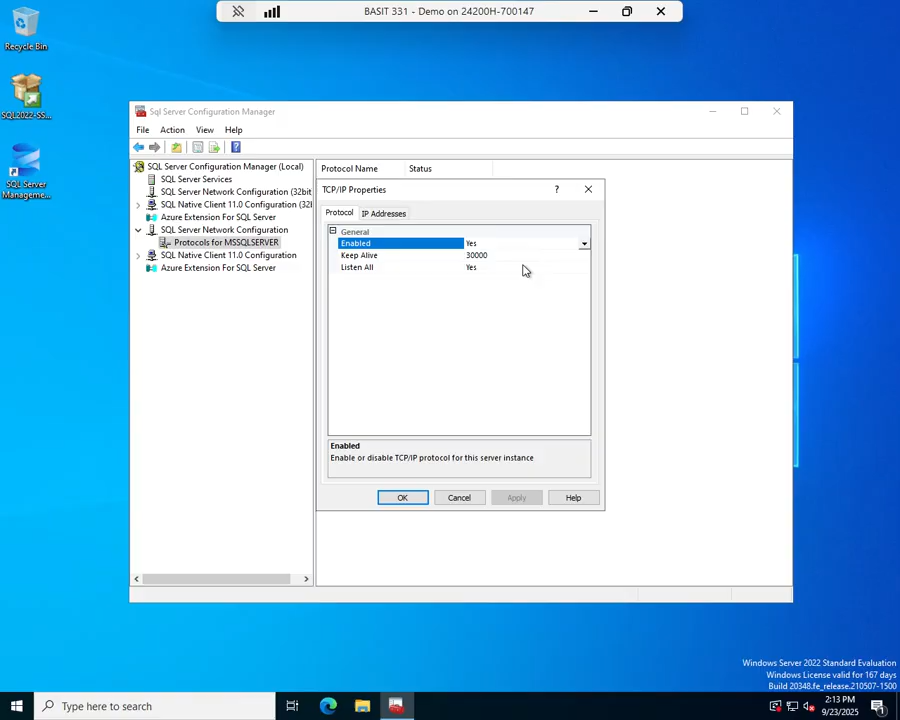 BASIT 331 - Demo on 24200H-700147
Recycle Bin
SQL2022-SS...
SQL Server
Manageme...
Sql Server Configuration Manager
File Action View Help
SQL Server Configuration Manager (Local)
SQL Server Services
SQL Server Network Configuration (32bit
SQL Native Client 11.0 Configuration (32l
Azure Extension For SQL Server
SQL Server Network Configuration
Protocols for MSSQLSERVER
SQL Native Client 11.0 Configuration
Azure Extension For SQL Server
Protocol Name Status
TCP/IP Properties
Protocol IP Addresses
General
Enabled Yes
Keep Alive 30000
Listen All Yes
Enabled
Enable or disable TCP/IP protocol for this server instance
OK Cancel Apply Help
Windows Server 2022 Standard Evaluation
Windows License valid for 167 days
Build 20348.fe_release.210507-1500
Type here to search
2:13 PM
9/23/2025
1